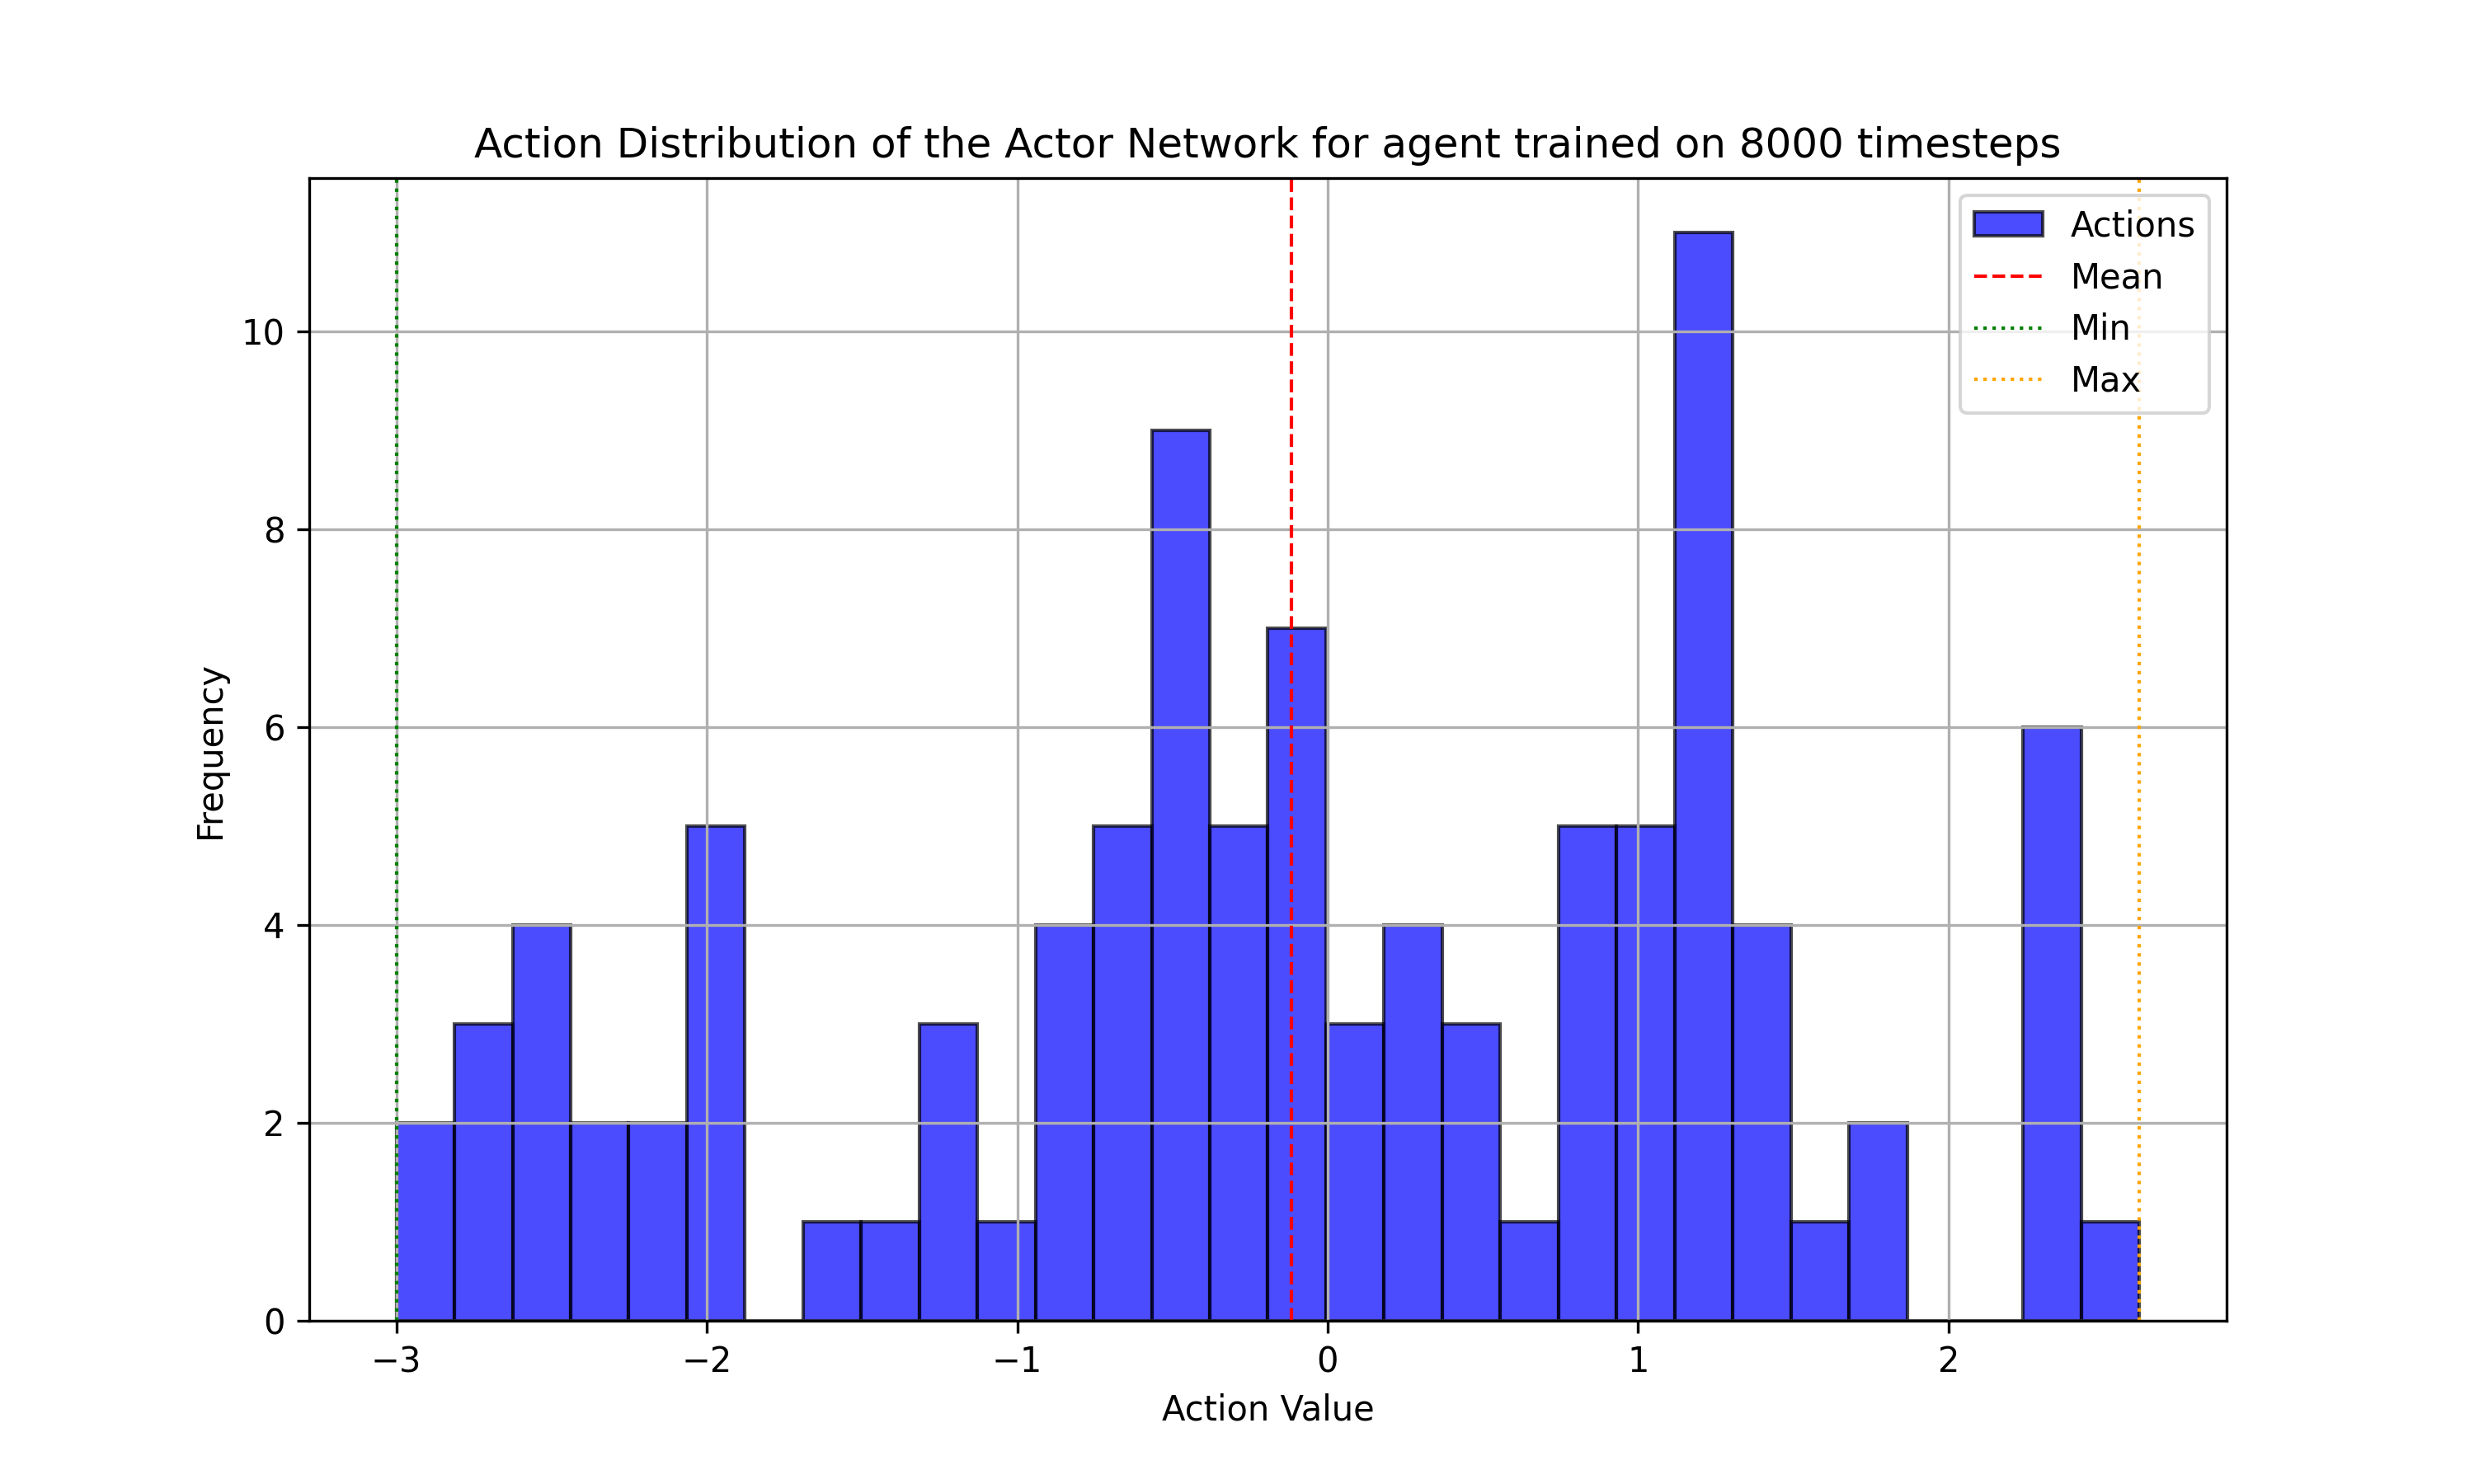 Action Distribution of the Actor Network for agent trained on 8000 timesteps
Actions
Mean
Min
Max
10
8
6
4
2
0
Frequency
−3 −2 −1 0 1 2
Action Value